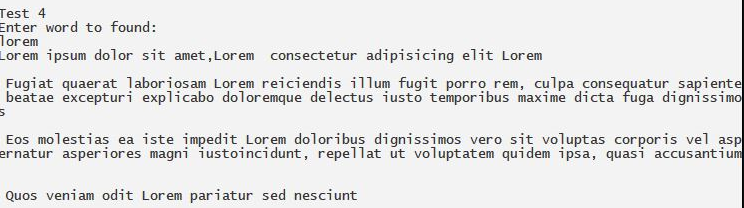 Test 4
Enter word to found:
lorem
Lorem ipsum dolor sit amet,Lorem  consectetur adipisicing elit Lorem
Fugiat quaerat laboriosam Lorem reiciendis illum fugit porro rem, culpa consequatur sapiente
beatae excepturi explicabo doloremque delectus iusto temporibus maxime dicta fuga dignissimo
s
Eos molestias ea iste impedit Lorem doloribus dignissimos vero sit voluptas corporis vel asp
ernatur asperiores magni iustoincidunt, repellat ut voluptatem quidem ipsa, quasi accusantium
Quos veniam odit Lorem pariatur sed nesciunt